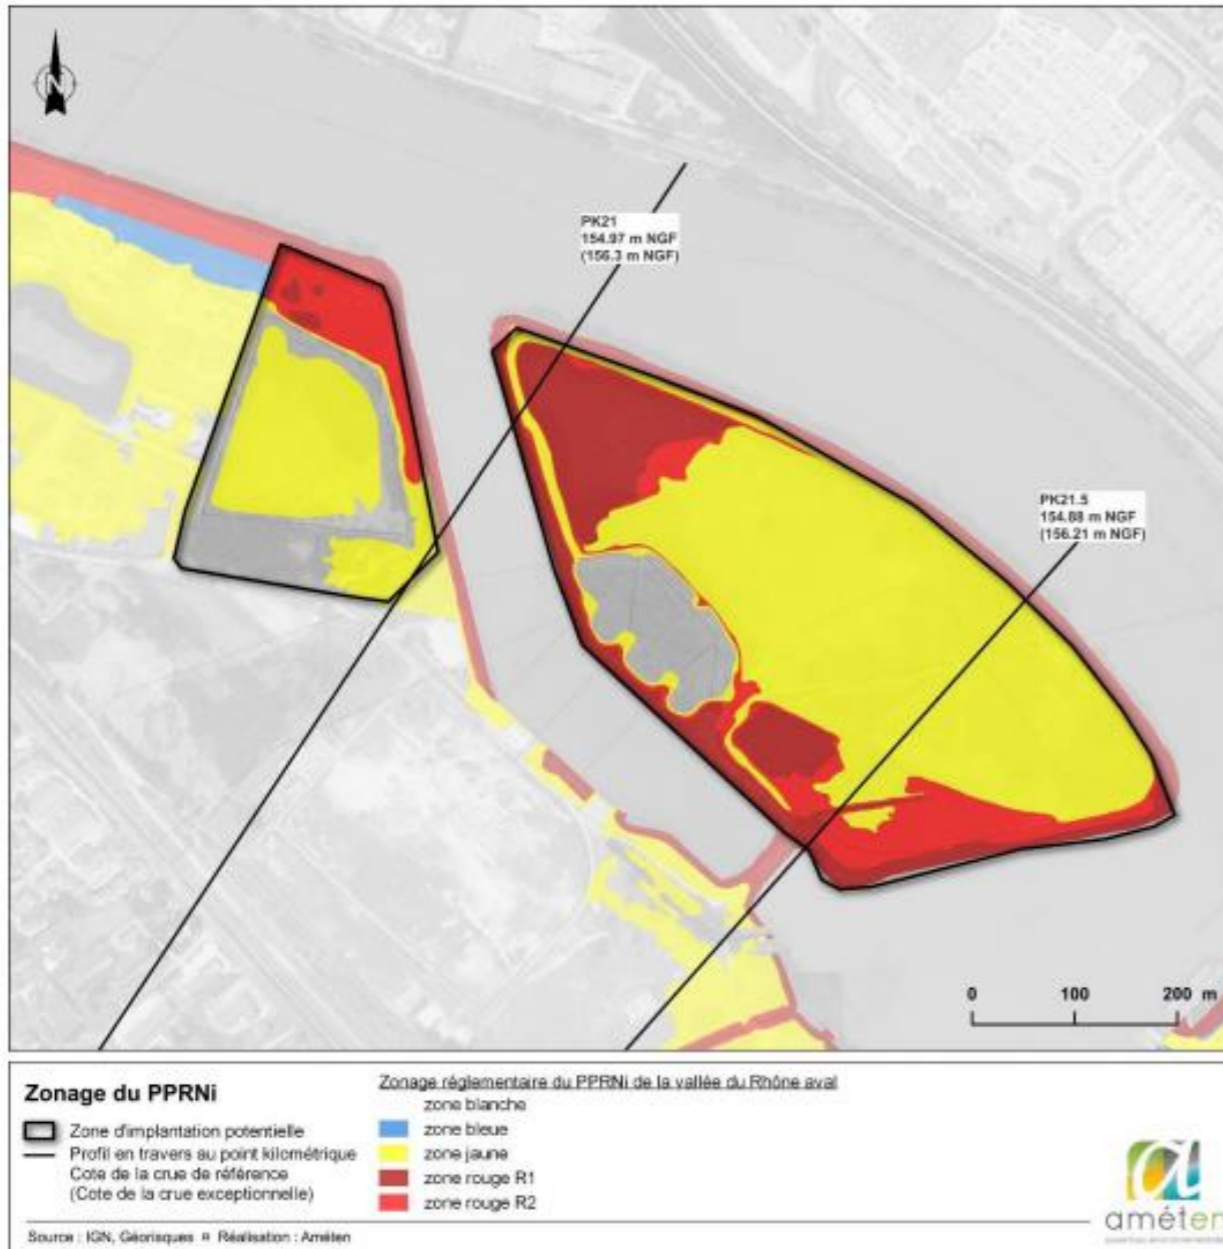 N
PK21
154.97 m NGF
(156.3 m NGF)
PK21.5
154.88 m NGF
(156.21 m NGF)
0 100 200 m
Zonage du PPRNi
Zone d'implantation potentielle
Profil en travers au point kilométrique
Cote de la crue de référence
(Cote de la crue exceptionnelle)
Zonage réglementaire du PPRNi de la vallée du Rhône aval
zone blanche
zone bleue
zone jaune
zone rouge R1
zone rouge R2
améten
Source : IGN, Géorisques ¤ Réalisation : Améten